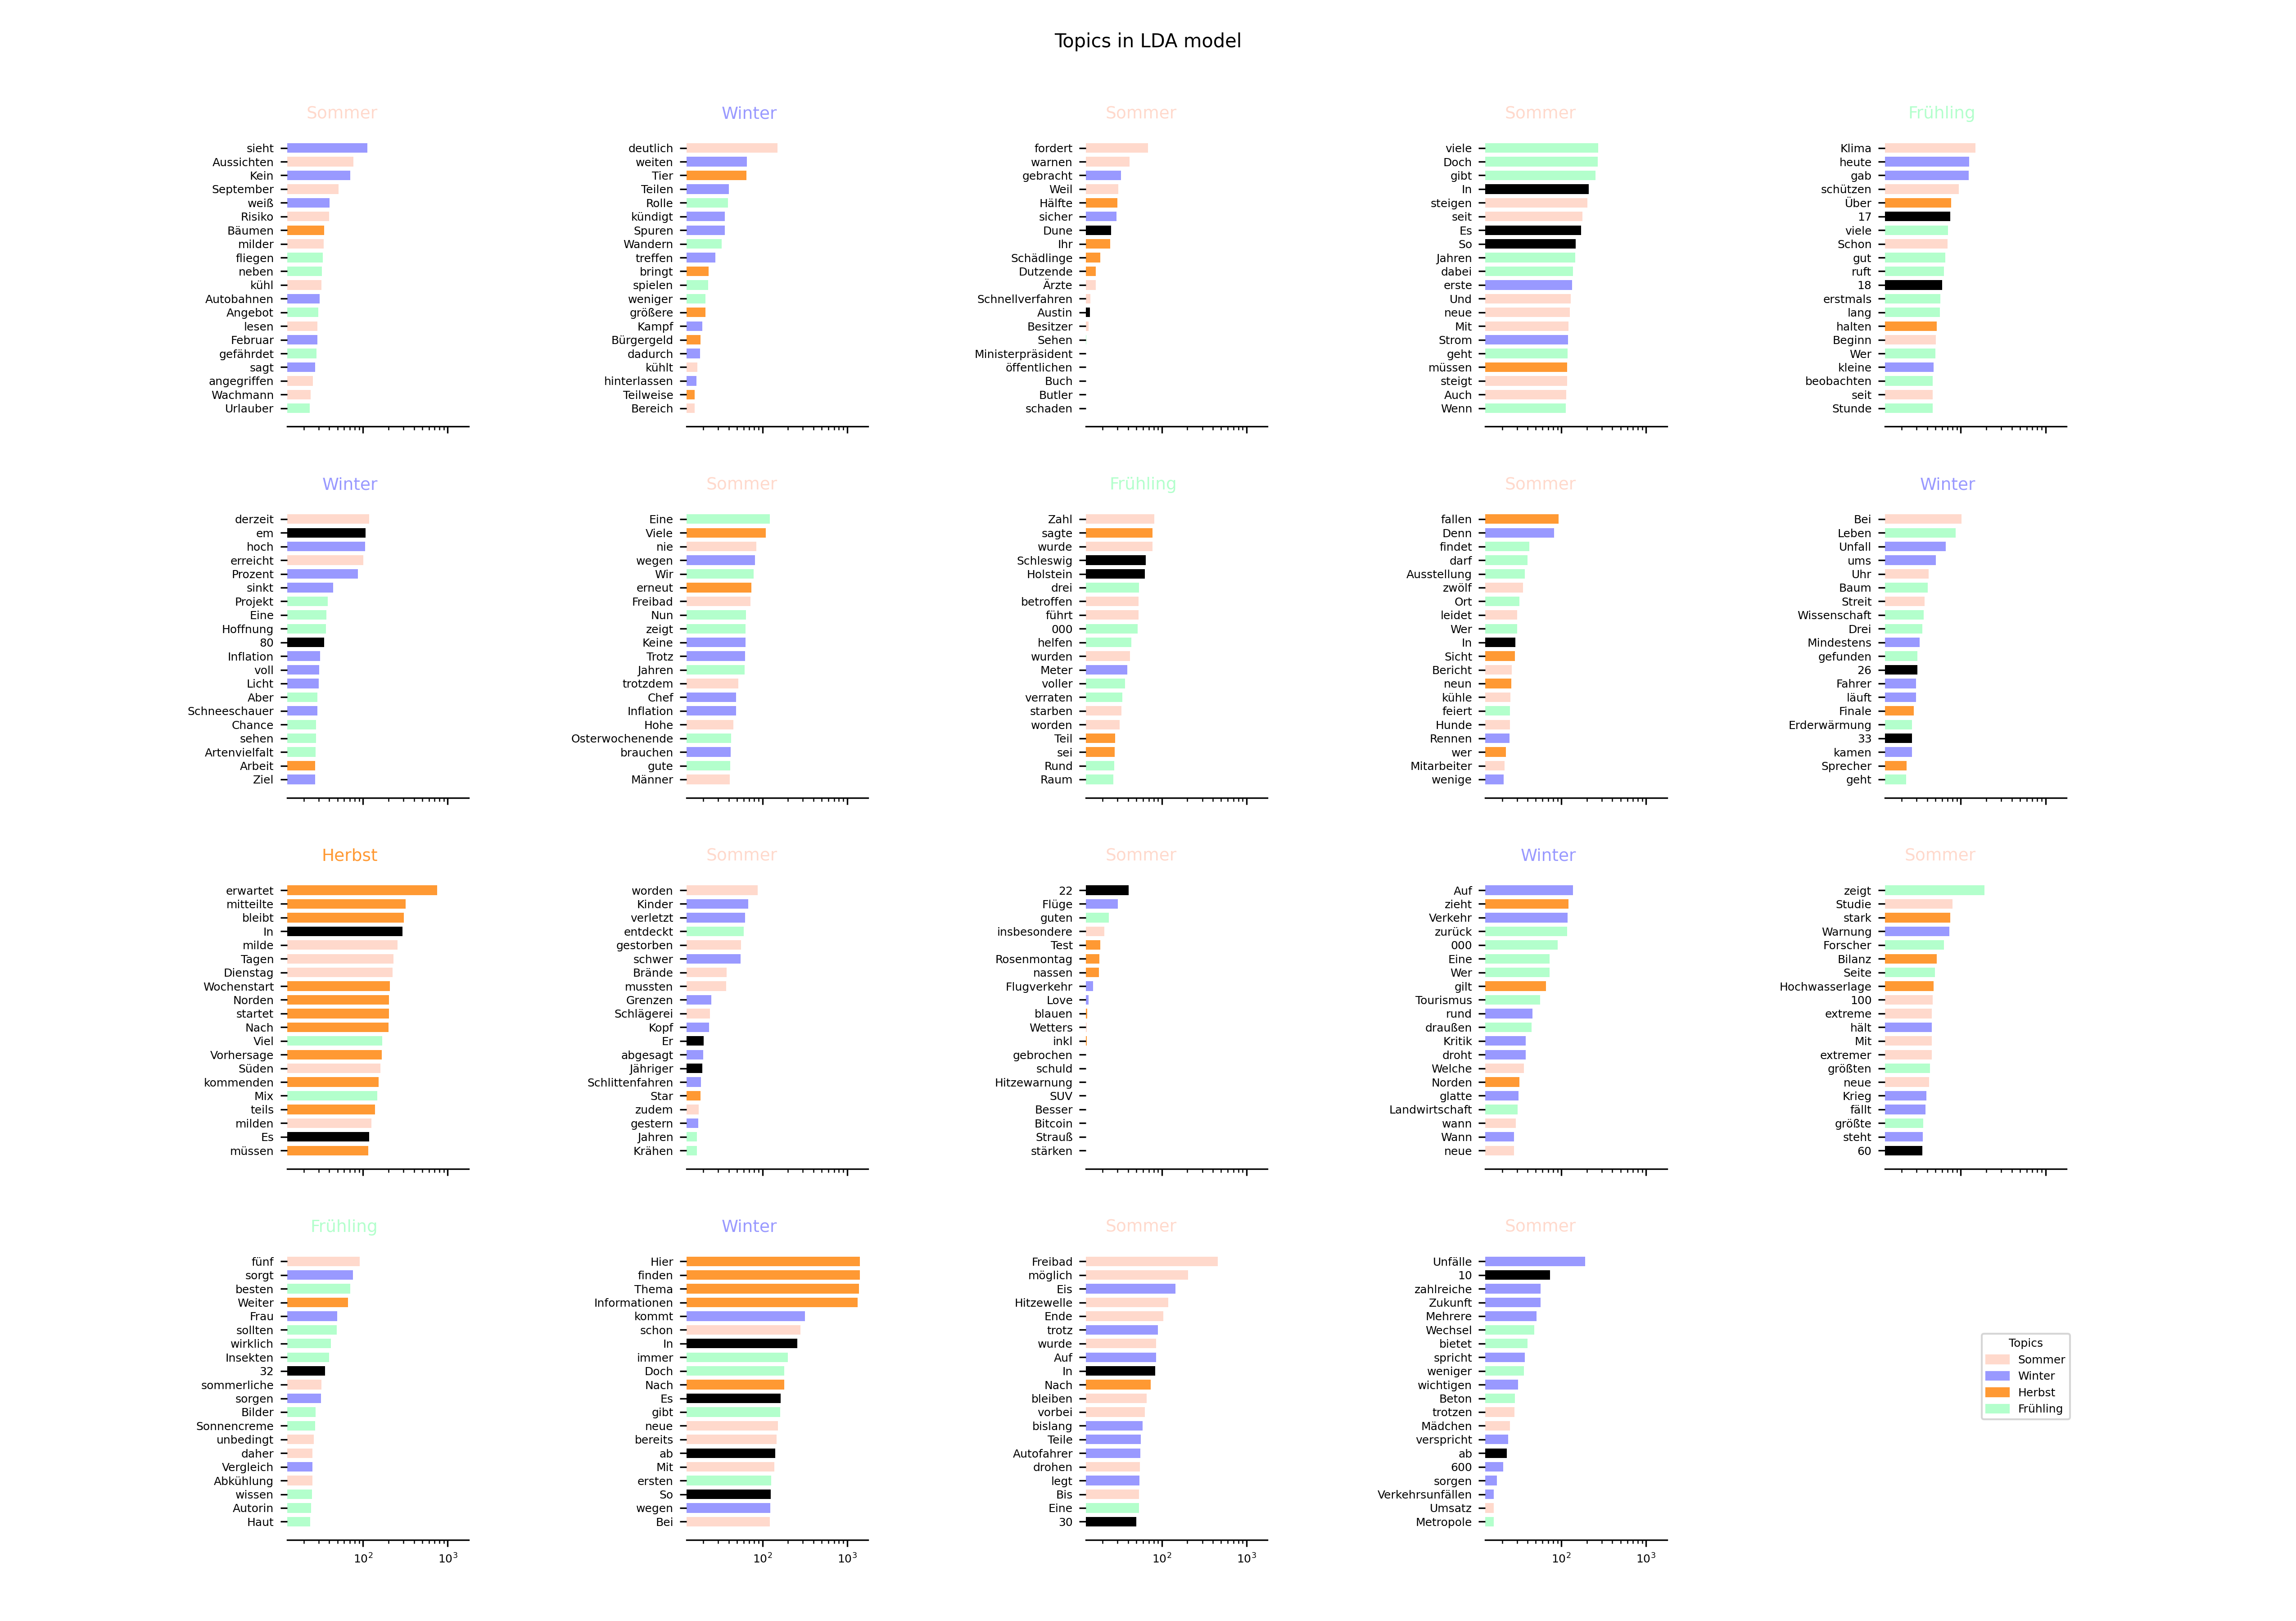 Topics in LDA model
Sommer
sieht
Aussichten
Kein
September
weiß
Risiko
Bäumen
milder
fliegen
neben
kühl
Autobahnen
Angebot
lesen
Februar
gefährdet
sagt
angegriffen
Wachmann
Urlauber
Winter
deutlich
weiten
Tier
Teilen
Rolle
kündigt
Spuren
Wandern
treffen
bringt
spielen
weniger
größere
Kampf
Bürgergeld
dadurch
kühlt
hinterlassen
Teilweise
Bereich
Sommer
fordert
warnen
gebracht
Weil
Hälfte
sicher
Dune
Ihr
Schädlinge
Dutzende
Ärzte
Schnellverfahren
Austin
Besitzer
Sehen
Ministerpräsident
öffentlichen
Buch
Butler
schaden
Sommer
viele
Doch
gibt
In
steigen
seit
Es
So
Jahren
dabei
erste
Und
neue
Mit
Strom
geht
müssen
steigt
Auch
Wenn
Frühling
Klima
heute
gab
schützen
Über
17
viele
Schon
gut
ruft
18
erstmals
lang
halten
Beginn
Wer
kleine
beobachten
seit
Stunde
Winter
derzeit
em
hoch
erreicht
Prozent
sinkt
Projekt
Eine
Hoffnung
80
Inflation
voll
Licht
Aber
Schneeschauer
Chance
sehen
Artenvielfalt
Arbeit
Ziel
Sommer
Eine
Viele
nie
wegen
Wir
erneut
Freibad
Nun
zeigt
Keine
Trotz
Jahren
trotzdem
Chef
Inflation
Hohe
Osterwochenende
brauchen
gute
Männer
Frühling
Zahl
sagte
wurde
Schleswig
Holstein
drei
betroffen
führt
000
helfen
wurden
Meter
voller
verraten
starben
worden
Teil
sei
Rund
Raum
Sommer
fallen
Denn
findet
darf
Ausstellung
zwölf
Ort
leidet
Wer
In
Sicht
Bericht
neun
kühle
feiert
Hunde
Rennen
wer
Mitarbeiter
wenige
Winter
Bei
Leben
Unfall
ums
Uhr
Baum
Streit
Wissenschaft
Drei
Mindestens
gefunden
26
Fahrer
läuft
Finale
Erderwärmung
33
kamen
Sprecher
geht
Herbst
erwartet
mitteilte
bleibt
In
milde
Tagen
Dienstag
Wochenstart
Norden
startet
Nach
Viel
Vorhersage
Süden
kommenden
Mix
teils
milden
Es
müssen
Sommer
worden
Kinder
verletzt
entdeckt
gestorben
schwer
Brände
mussten
Grenzen
Schlägerei
Kopf
Er
abgesagt
Jähriger
Schlittenfahren
Star
zudem
gestern
Jahren
Krähen
Sommer
22
Flüge
guten
insbesondere
Test
Rosenmontag
nassen
Flugverkehr
Love
blauen
Wetters
inkl
gebrochen
schuld
Hitzewarnung
SUV
Besser
Bitcoin
Strauß
stärken
Winter
Auf
zieht
Verkehr
zurück
000
Eine
Wer
gilt
Tourismus
rund
draußen
Kritik
droht
Welche
Norden
glatte
Landwirtschaft
wann
Wann
neue
Sommer
zeigt
Studie
stark
Warnung
Forscher
Bilanz
Seite
Hochwasserlage
100
extreme
hält
Mit
extremer
größten
neue
Krieg
fällt
größte
steht
60
Frühling
fünf
sorgt
besten
Weiter
Frau
sollten
wirklich
Insekten
32
sommerliche
sorgen
Bilder
Sonnencreme
unbedingt
daher
Vergleich
Abkühlung
wissen
Autorin
Haut
10² 10³
Winter
Hier
finden
Thema
Informationen
kommt
schon
In
immer
Doch
Nach
Es
gibt
neue
bereits
ab
Mit
ersten
So
wegen
Bei
10² 10³
Sommer
Freibad
möglich
Eis
Hitzewelle
Ende
trotz
wurde
Auf
In
Nach
bleiben
vorbei
bislang
Teile
Autofahrer
drohen
legt
Bis
Eine
30
10² 10³
Sommer
Unfälle
10
zahlreiche
Zukunft
Mehrere
Wechsel
bietet
spricht
weniger
wichtigen
Beton
trotzen
Mädchen
verspricht
ab
600
sorgen
Verkehrsunfällen
Umsatz
Metropole
10² 10³
Topics
Sommer
Winter
Herbst
Frühling